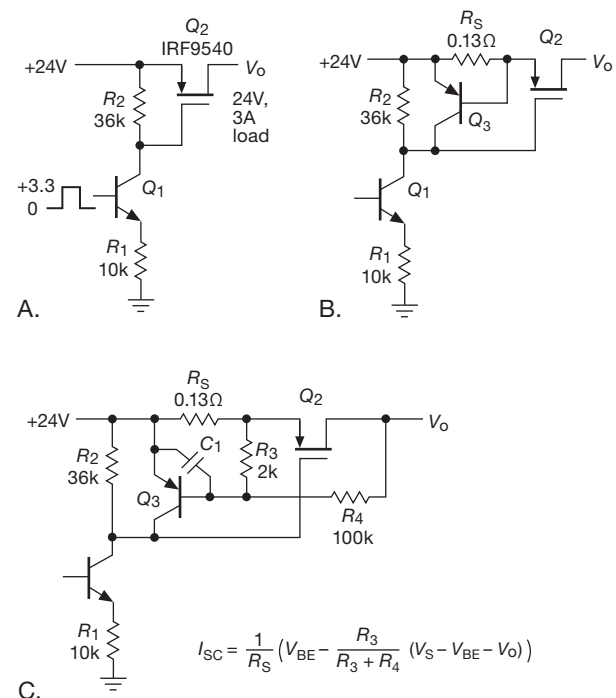 Q2
IRF9540
+24V
Vo
R2
36k
24V,
3A
load
+3.3
0
Q1
R1
10k
A.
RS
0.13Ω
Q2
+24V
Vo
R2
36k
Q3
Q1
R1
10k
B.
RS
0.13Ω
Q2
+24V
Vo
R2
36k
C1
R3
2k
Q3
R4
100k
R1
10k
ISC = 1/RS (VBE − R3/(R3 + R4) (VS − VBE − Vo))
C.